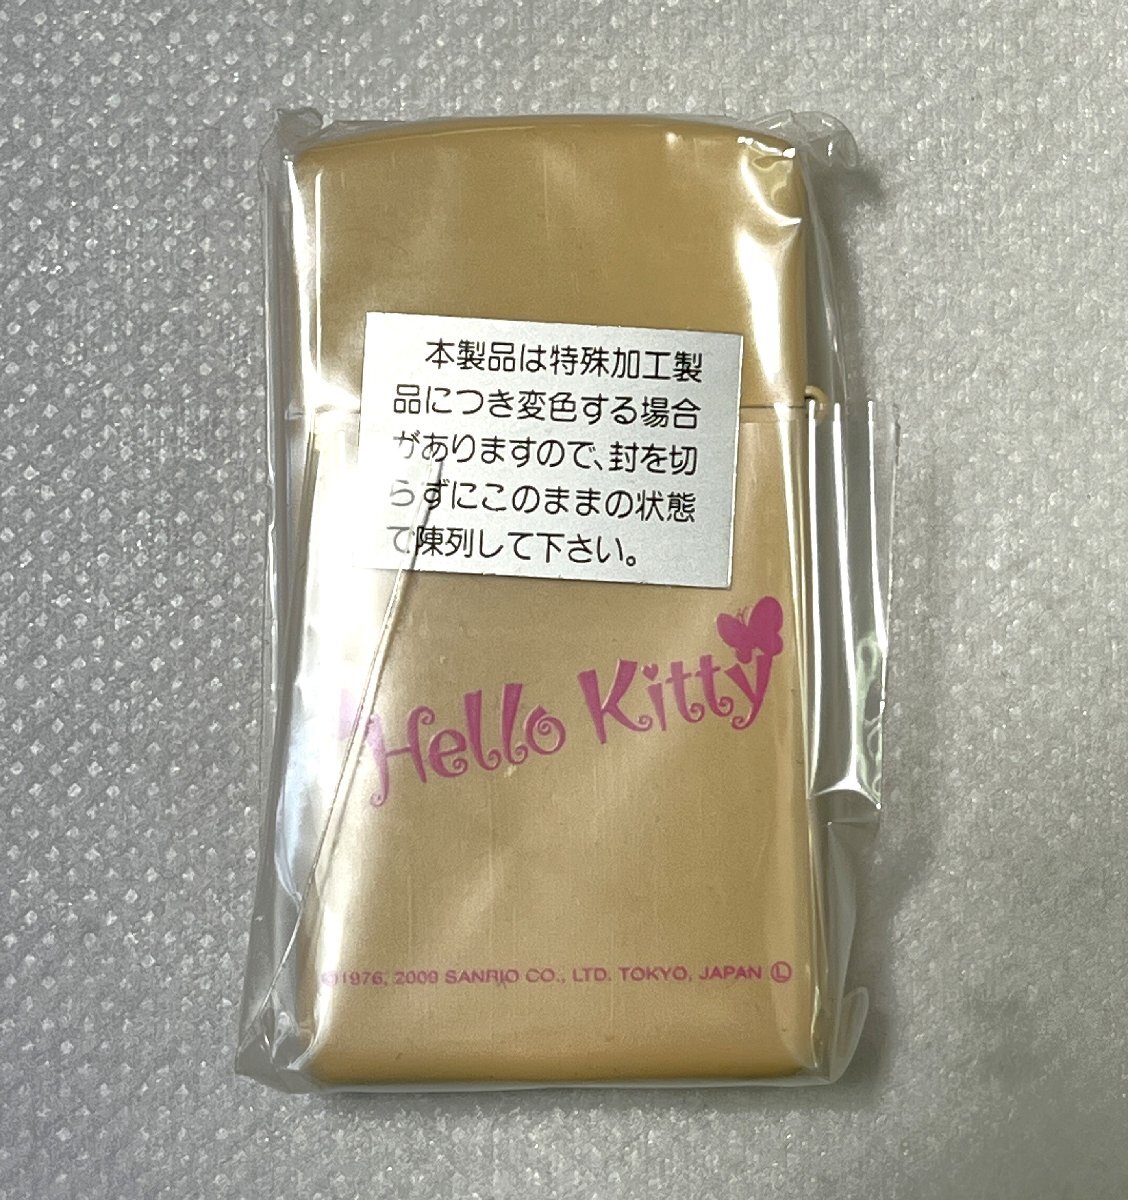 本製品は特殊加工製
品につき変色する場合
がありますので、封を切
らずにこのままの状態
で陳列して下さい。
Hello Kitty
©1976, 2009 SANRIO CO., LTD. TOKYO, JAPAN Ⓛ